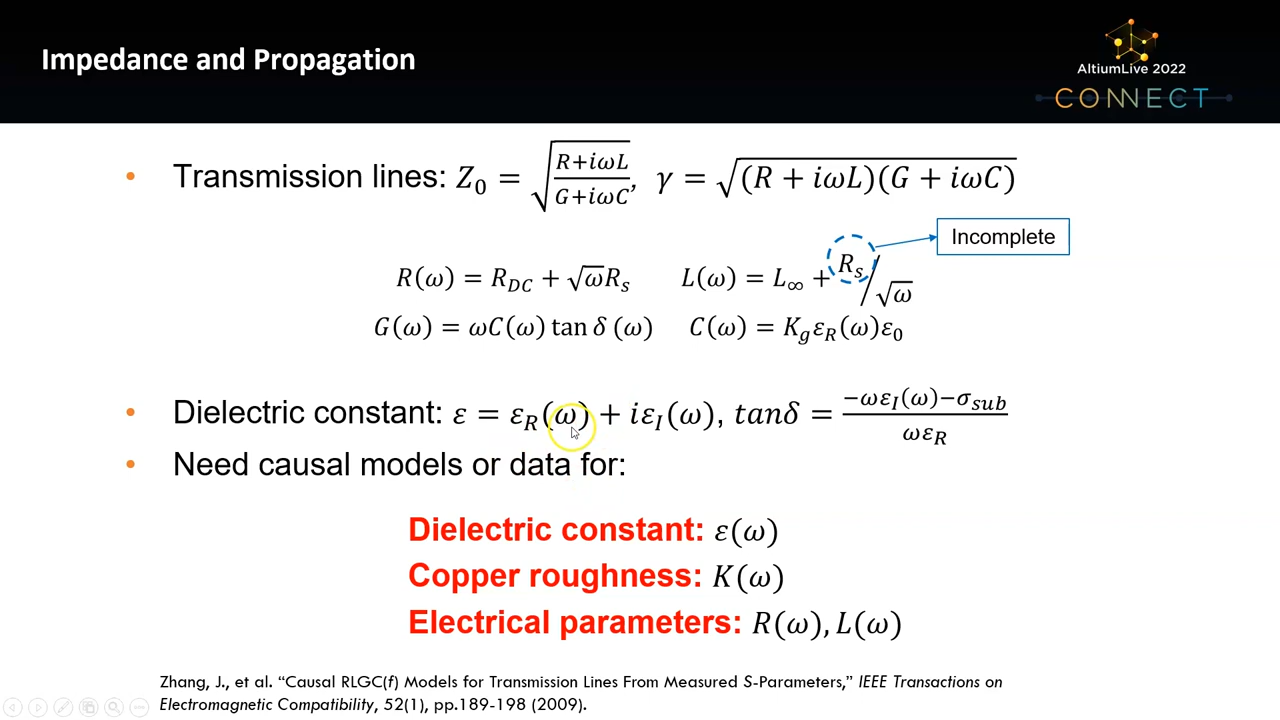 Impedance and Propagation
AltiumLive 2022
CONNECT
• Transmission lines: Z₀ = √((R+iωL)/(G+iωC)), γ = √((R + iωL)(G + iωC))
Incomplete
R(ω) = R_DC + √ω R_s L(ω) = L_∞ + R_s/√ω
G(ω) = ωC(ω) tan δ (ω) C(ω) = K_g ε_R(ω)ε₀
• Dielectric constant: ε = ε_R(ω) + iε_I(ω), tanδ = (−ωε_I(ω)−σ_sub)/(ωε_R)
• Need causal models or data for:
Dielectric constant: ε(ω)
Copper roughness: K(ω)
Electrical parameters: R(ω), L(ω)
Zhang, J., et al. “Causal RLGC(f) Models for Transmission Lines From Measured S-Parameters,” IEEE Transactions on
Electromagnetic Compatibility, 52(1), pp.189-198 (2009).